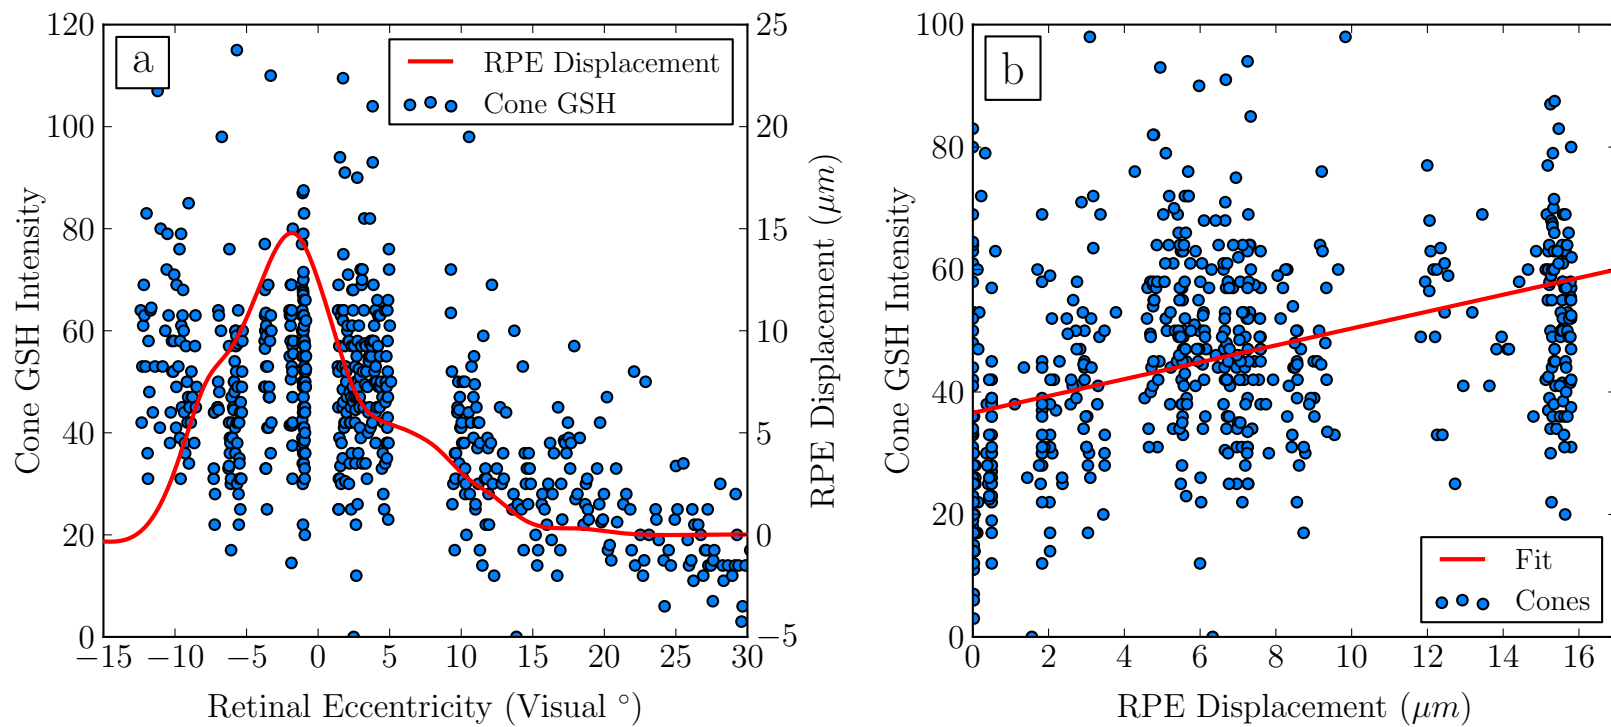 a
RPE Displacement
Cone GSH
120
100
80
60
40
20
0
Cone GSH Intensity
25
20
15
10
5
0
−5
RPE Displacement (μm)
−15 −10 −5 0 5 10 15 20 25 30
Retinal Eccentricity (Visual °)
b
100
80
60
40
20
0
Cone GSH Intensity
Fit
Cones
0 2 4 6 8 10 12 14 16
RPE Displacement (μm)